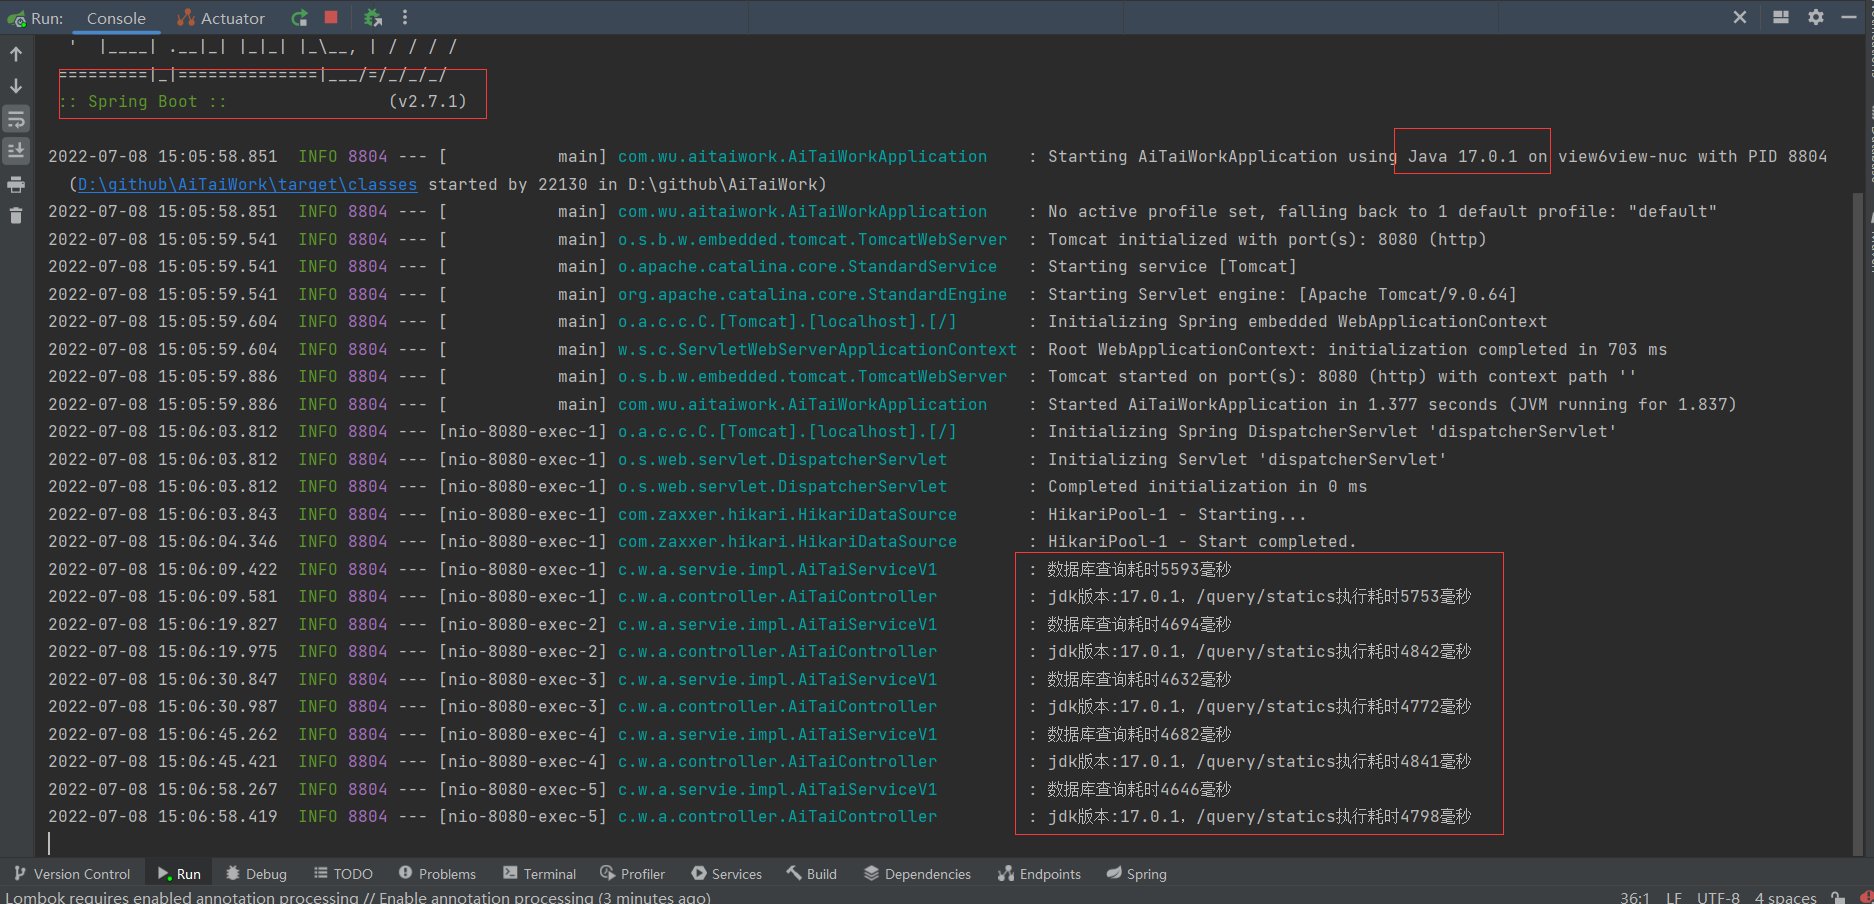 Run: Console Actuator
' |____| .__|_| |_|_| |_\__, | / / / /
=========|_|==============|___/=/_/_/_/
:: Spring Boot :: (v2.7.1)
2022-07-08 15:05:58.851 INFO 8804 --- [ main] com.wu.aitaiwork.AiTaiWorkApplication : Starting AiTaiWorkApplication using Java 17.0.1 on view6view-nuc with PID 8804
(D:\github\AiTaiWork\target\classes started by 22130 in D:\github\AiTaiWork)
2022-07-08 15:05:58.851 INFO 8804 --- [ main] com.wu.aitaiwork.AiTaiWorkApplication : No active profile set, falling back to 1 default profile: "default"
2022-07-08 15:05:59.541 INFO 8804 --- [ main] o.s.b.w.embedded.tomcat.TomcatWebServer : Tomcat initialized with port(s): 8080 (http)
2022-07-08 15:05:59.541 INFO 8804 --- [ main] o.apache.catalina.core.StandardService : Starting service [Tomcat]
2022-07-08 15:05:59.541 INFO 8804 --- [ main] org.apache.catalina.core.StandardEngine : Starting Servlet engine: [Apache Tomcat/9.0.64]
2022-07-08 15:05:59.604 INFO 8804 --- [ main] o.a.c.c.C.[Tomcat].[localhost].[/] : Initializing Spring embedded WebApplicationContext
2022-07-08 15:05:59.604 INFO 8804 --- [ main] w.s.c.ServletWebServerApplicationContext : Root WebApplicationContext: initialization completed in 703 ms
2022-07-08 15:05:59.886 INFO 8804 --- [ main] o.s.b.w.embedded.tomcat.TomcatWebServer : Tomcat started on port(s): 8080 (http) with context path ''
2022-07-08 15:05:59.886 INFO 8804 --- [ main] com.wu.aitaiwork.AiTaiWorkApplication : Started AiTaiWorkApplication in 1.377 seconds (JVM running for 1.837)
2022-07-08 15:06:03.812 INFO 8804 --- [nio-8080-exec-1] o.a.c.c.C.[Tomcat].[localhost].[/] : Initializing Spring DispatcherServlet 'dispatcherServlet'
2022-07-08 15:06:03.812 INFO 8804 --- [nio-8080-exec-1] o.s.web.servlet.DispatcherServlet : Initializing Servlet 'dispatcherServlet'
2022-07-08 15:06:03.812 INFO 8804 --- [nio-8080-exec-1] o.s.web.servlet.DispatcherServlet : Completed initialization in 0 ms
2022-07-08 15:06:03.843 INFO 8804 --- [nio-8080-exec-1] com.zaxxer.hikari.HikariDataSource : HikariPool-1 - Starting...
2022-07-08 15:06:04.346 INFO 8804 --- [nio-8080-exec-1] com.zaxxer.hikari.HikariDataSource : HikariPool-1 - Start completed.
2022-07-08 15:06:09.422 INFO 8804 --- [nio-8080-exec-1] c.w.a.servie.impl.AiTaiServiceV1 : 数据库查询耗时5593毫秒
2022-07-08 15:06:09.581 INFO 8804 --- [nio-8080-exec-1] c.w.a.controller.AiTaiController : jdk版本:17.0.1，/query/statics执行耗时5753毫秒
2022-07-08 15:06:19.827 INFO 8804 --- [nio-8080-exec-2] c.w.a.servie.impl.AiTaiServiceV1 : 数据库查询耗时4694毫秒
2022-07-08 15:06:19.975 INFO 8804 --- [nio-8080-exec-2] c.w.a.controller.AiTaiController : jdk版本:17.0.1，/query/statics执行耗时4842毫秒
2022-07-08 15:06:30.847 INFO 8804 --- [nio-8080-exec-3] c.w.a.servie.impl.AiTaiServiceV1 : 数据库查询耗时4632毫秒
2022-07-08 15:06:30.987 INFO 8804 --- [nio-8080-exec-3] c.w.a.controller.AiTaiController : jdk版本:17.0.1，/query/statics执行耗时4772毫秒
2022-07-08 15:06:45.262 INFO 8804 --- [nio-8080-exec-4] c.w.a.servie.impl.AiTaiServiceV1 : 数据库查询耗时4682毫秒
2022-07-08 15:06:45.421 INFO 8804 --- [nio-8080-exec-4] c.w.a.controller.AiTaiController : jdk版本:17.0.1，/query/statics执行耗时4841毫秒
2022-07-08 15:06:58.267 INFO 8804 --- [nio-8080-exec-5] c.w.a.servie.impl.AiTaiServiceV1 : 数据库查询耗时4646毫秒
2022-07-08 15:06:58.419 INFO 8804 --- [nio-8080-exec-5] c.w.a.controller.AiTaiController : jdk版本:17.0.1，/query/statics执行耗时4798毫秒
Version Control Run Debug TODO Problems Terminal Profiler Services Build Dependencies Endpoints Spring
Lombok requires enabled annotation processing // Enable annotation processing (3 minutes ago) 36:1 LF UTF-8 4 spaces